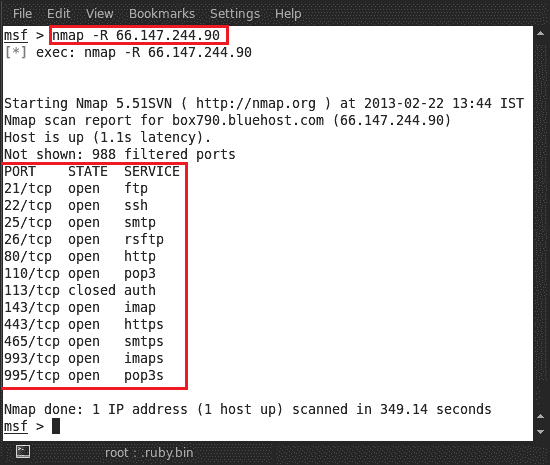 File Edit View Bookmarks Settings Help
msf > nmap -R 66.147.244.90
[*] exec: nmap -R 66.147.244.90
Starting Nmap 5.51SVN ( http://nmap.org ) at 2013-02-22 13:44 IST
Nmap scan report for box790.bluehost.com (66.147.244.90)
Host is up (1.1s latency).
Not shown: 988 filtered ports
PORT STATE SERVICE
21/tcp open ftp
22/tcp open ssh
25/tcp open smtp
26/tcp open rsftp
80/tcp open http
110/tcp open pop3
113/tcp closed auth
143/tcp open imap
443/tcp open https
465/tcp open smtps
993/tcp open imaps
995/tcp open pop3s
Nmap done: 1 IP address (1 host up) scanned in 349.14 seconds
msf >
root : .ruby.bin